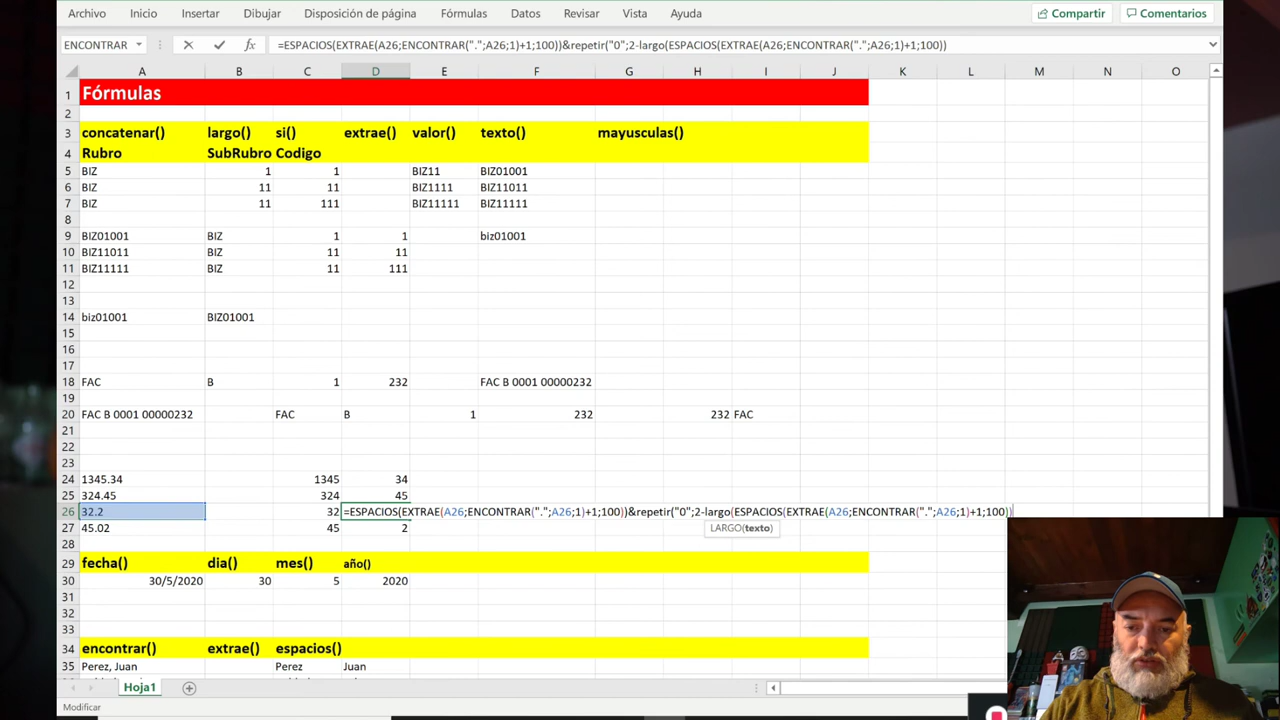 Archivo Inicio Insertar Dibujar Disposición de página Fórmulas Datos Revisar Vista Ayuda Compartir Comentarios
ENCONTRAR fx =ESPACIOS(EXTRAE(A26;ENCONTRAR(".";A26;1)+1;100))&repetir("0";2-largo(ESPACIOS(EXTRAE(A26;ENCONTRAR(".";A26;1)+1;100))
A B C D E F G H I J K L M N O
1 Fórmulas
2
3 concatenar() largo() si() extrae() valor() texto() mayusculas()
4 Rubro SubRubro Codigo
5 BIZ 1 1 BIZ11 BIZ01001
6 BIZ 11 11 BIZ1111 BIZ11011
7 BIZ 11 111 BIZ11111 BIZ11111
8
9 BIZ01001 BIZ 1 1 biz01001
10 BIZ11011 BIZ 11 11
11 BIZ11111 BIZ 11 111
12
13
14 biz01001 BIZ01001
15
16
17
18 FAC B 1 232 FAC B 0001 00000232
19
20 FAC B 0001 00000232 FAC B 1 232 232 FAC
21
22
23
24 1345.34 1345 34
25 324.45 324 45
26 32.2 32 =ESPACIOS(EXTRAE(A26;ENCONTRAR(".";A26;1)+1;100))&repetir("0";2-largo(ESPACIOS(EXTRAE(A26;ENCONTRAR(".";A26;1)+1;100))
27 45.02 45 2 LARGO(texto)
28
29 fecha() dia() mes() año()
30 30/5/2020 30 5 2020
31
32
33
34 encontrar() extrae() espacios()
35 Perez, Juan Perez Juan
Hoja1
Modificar